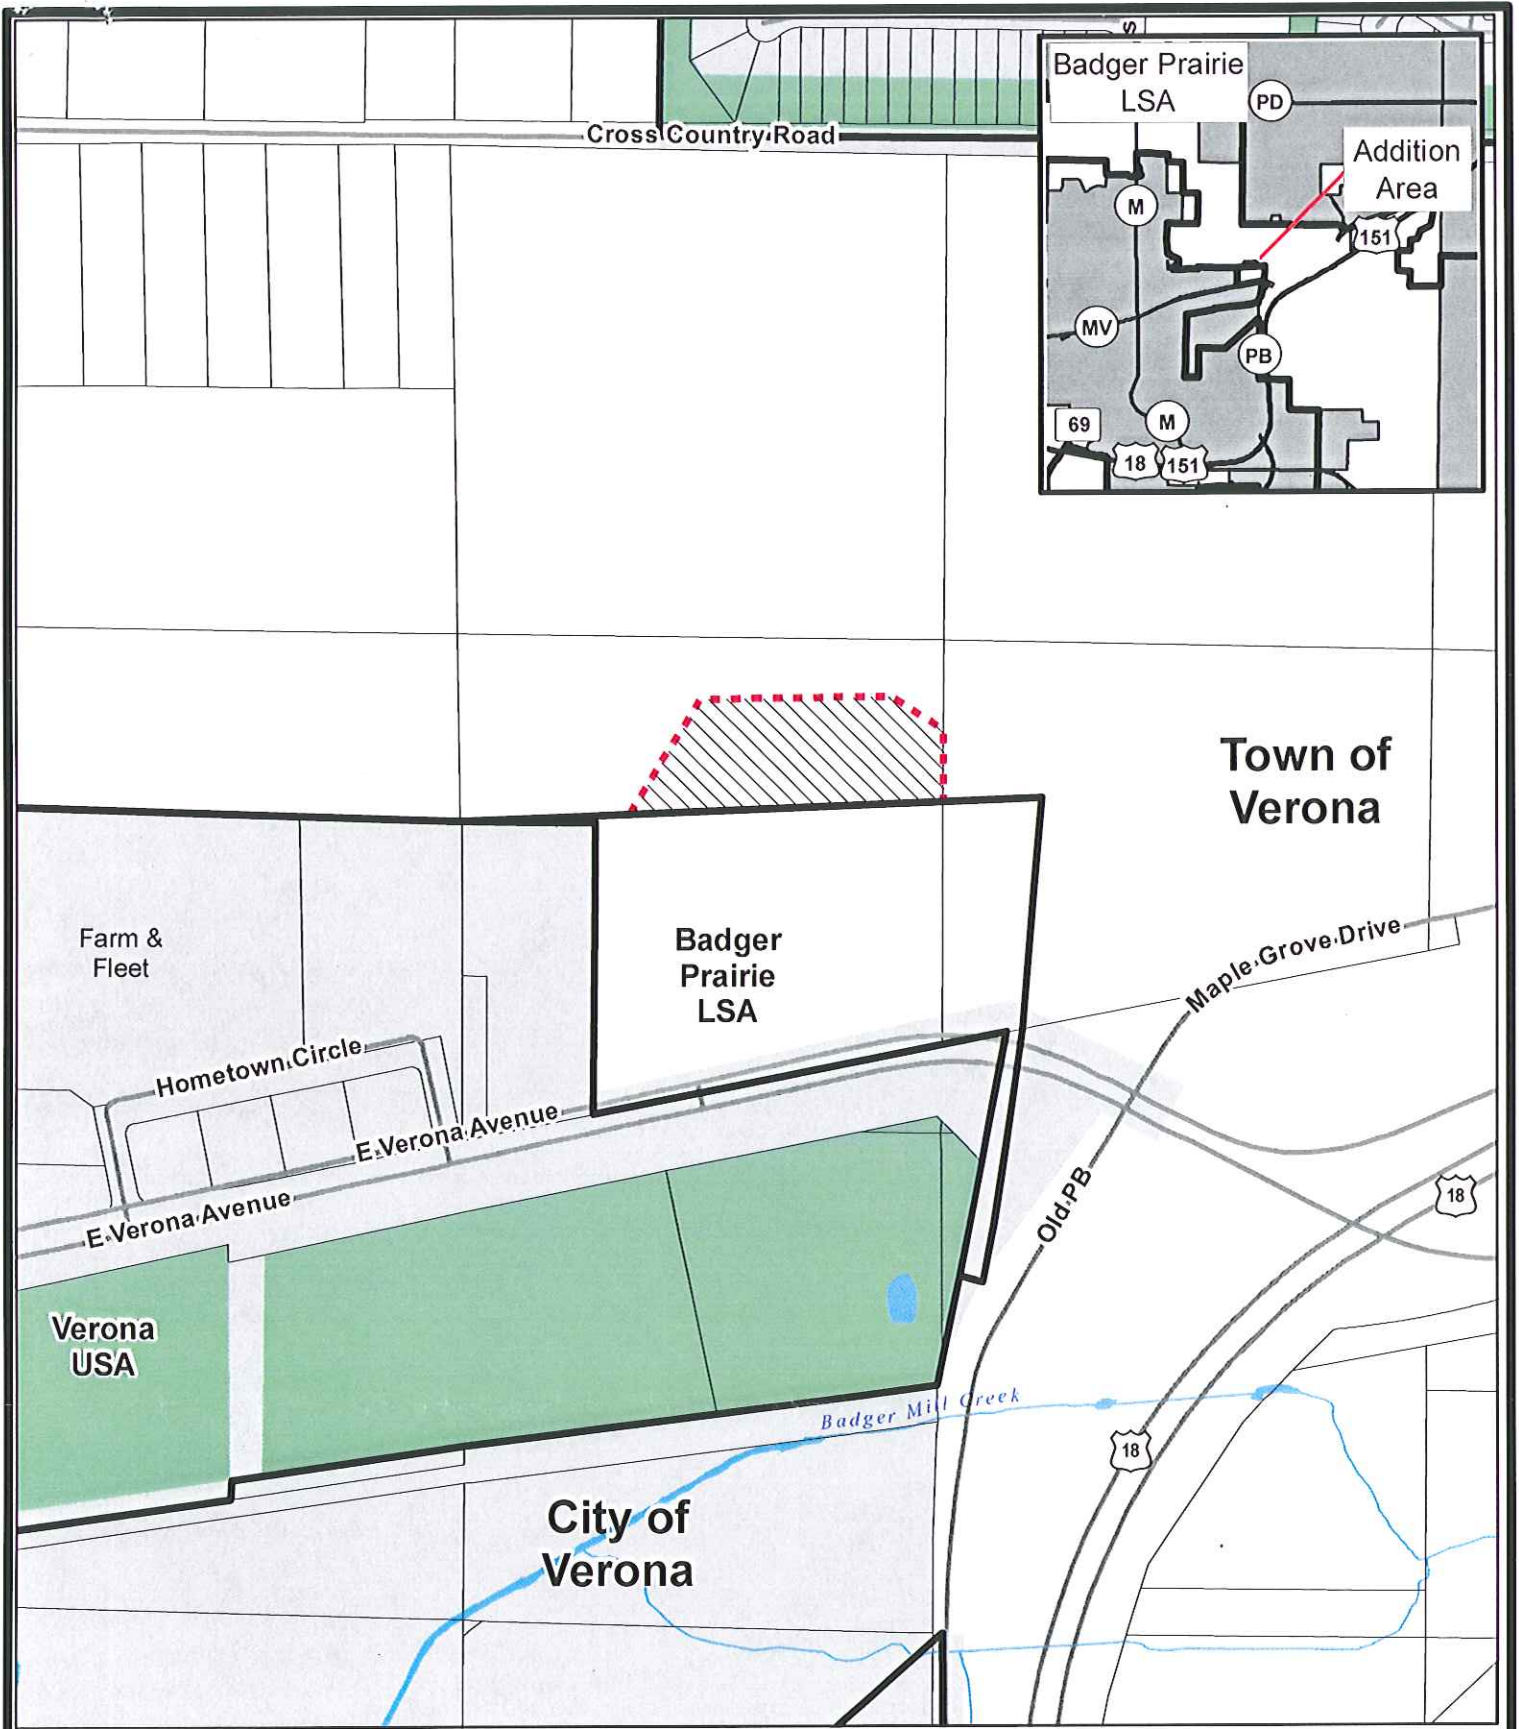 S
Cross Country Road
Badger Prairie
LSA
PD
Addition
Area
M
151
MV
PB
69
M
18
151
Town of
Verona
Farm &
Fleet
Badger
Prairie
LSA
Maple Grove Drive
Hometown Circle
E Verona Avenue
E Verona Avenue
Old PB
18
Verona
USA
Badger Mill Creek
18
City of
Verona